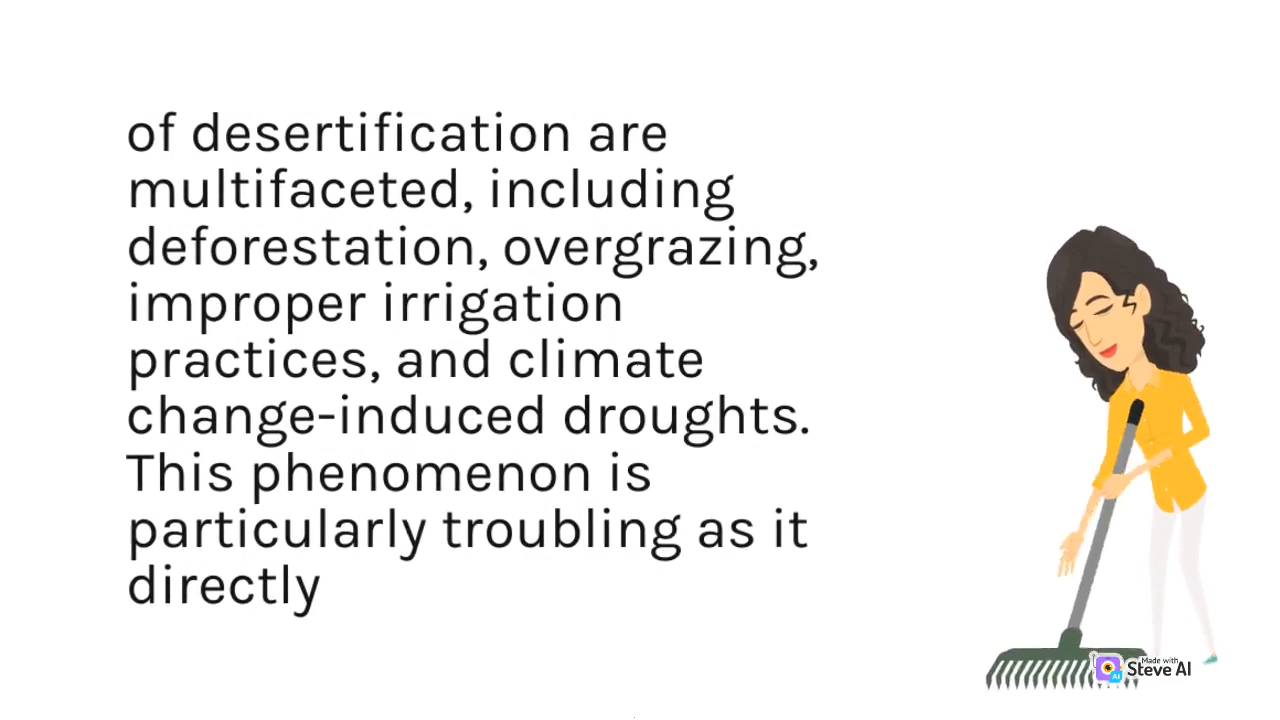 of desertification are
multifaceted, including
deforestation, overgrazing,
improper irrigation
practices, and climate
change-induced droughts.
This phenomenon is
particularly troubling as it
directly
Made with
Steve AI
AI